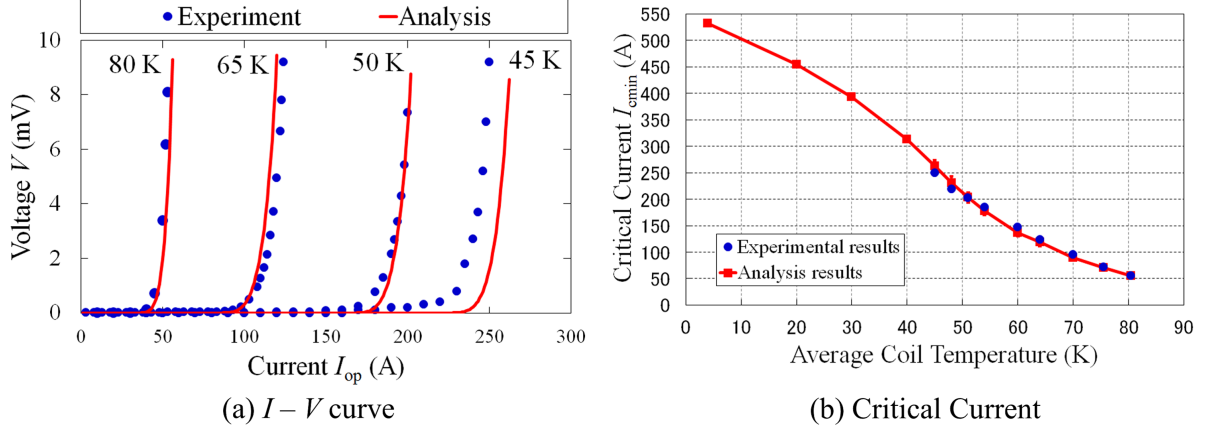 Experiment Analysis
10
8
6
4
2
0
Voltage V (mV)
80 K 65 K 50 K 45 K
0 50 100 150 200 250 300
Current Iop (A)
(a) I – V curve
550
500
450
400
350
300
250
200
150
100
50
0
Critical Current Icmin (A)
Experimental results
Analysis results
0 10 20 30 40 50 60 70 80 90
Average Coil Temperature (K)
(b) Critical Current